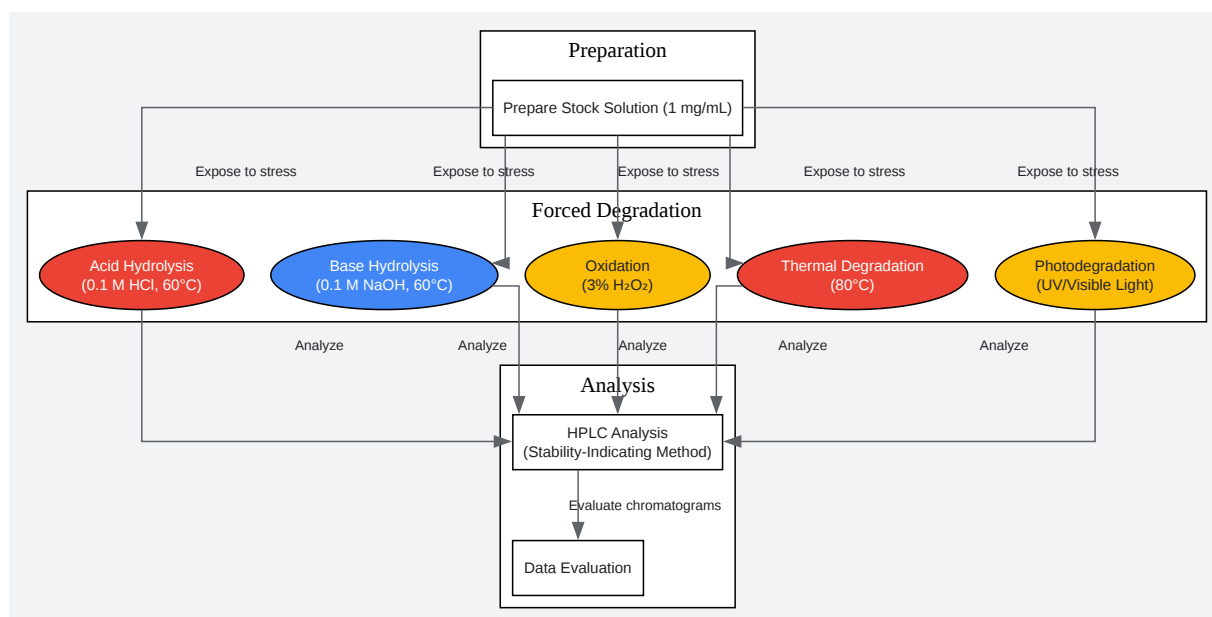 Preparation
Prepare Stock Solution (1 mg/mL)
Expose to stress
Expose to stress
Expose to stress
Expose to stress
Expose to stress
Forced Degradation
Acid Hydrolysis
(0.1 M HCl, 60°C)
Base Hydrolysis
(0.1 M NaOH, 60°C)
Oxidation
(3% H₂O₂)
Thermal Degradation
(80°C)
Photodegradation
(UV/Visible Light)
Analyze
Analyze
Analyze
Analyze
Analyze
Analysis
HPLC Analysis
(Stability-Indicating Method)
Evaluate chromatograms
Data Evaluation